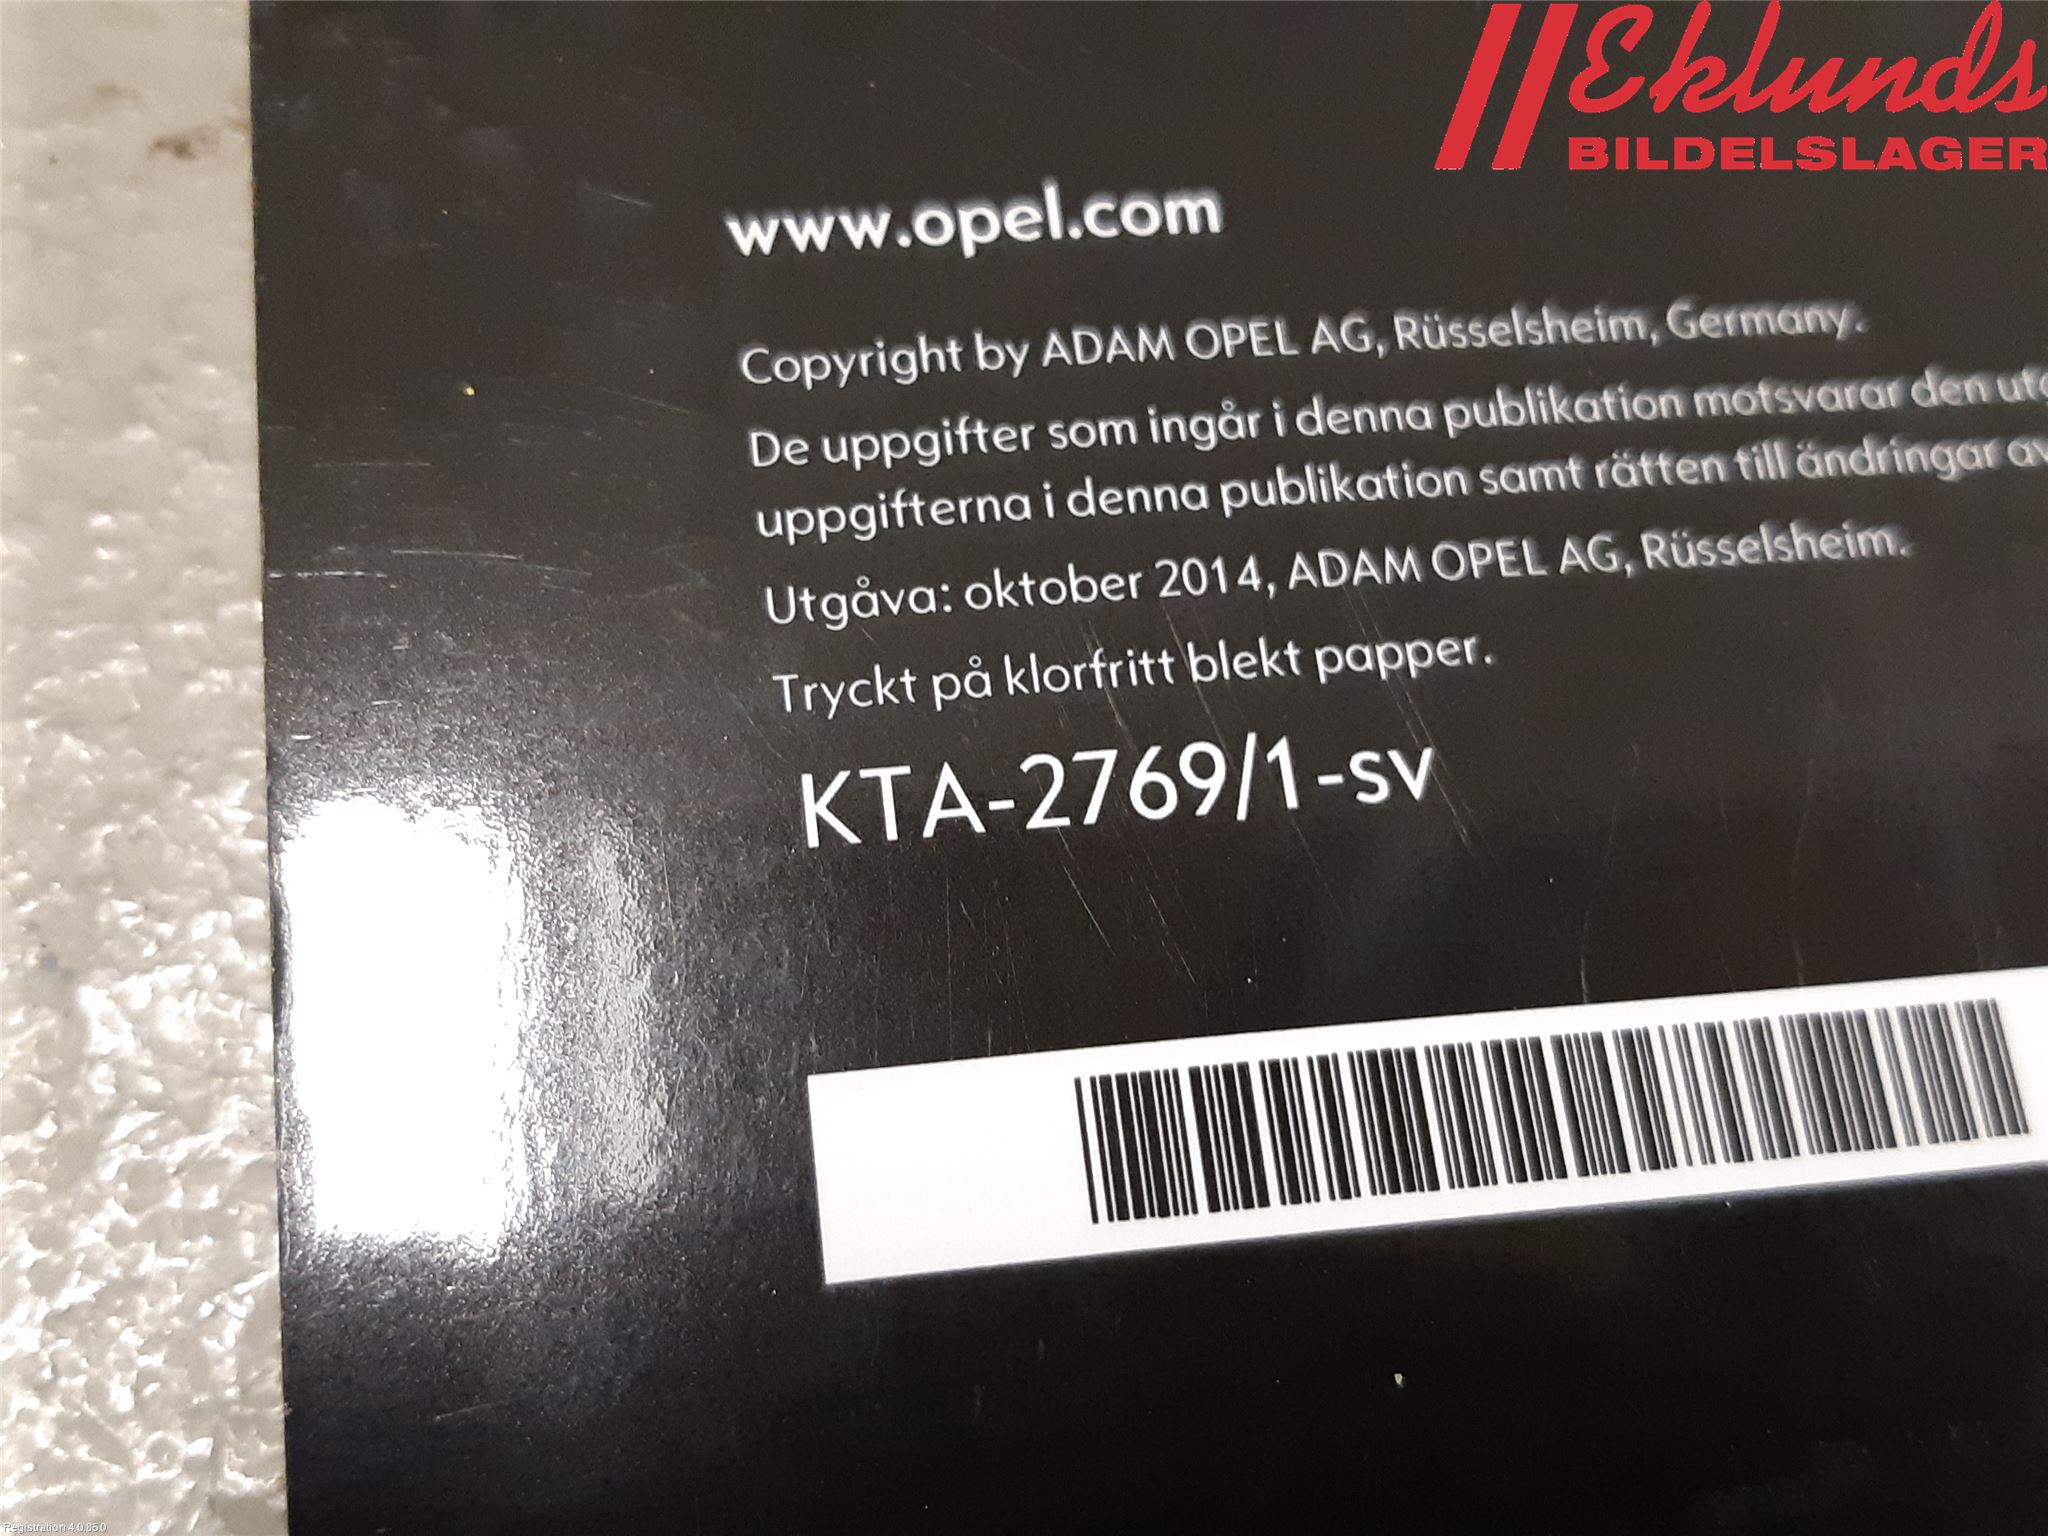 Eklunds
BILDELSLAGER
www.opel.com
Copyright by ADAM OPEL AG, Rüsselsheim, Germany.
De uppgifter som ingår i denna publikation motsvarar den
uppgifterna i denna publikation samt rätten till ändringar
Utgåva: oktober 2014, ADAM OPEL AG, Rüsselsheim.
Tryckt på klorfritt blekt papper.
KTA-2769/1-sv
Registration 4.0.85.0